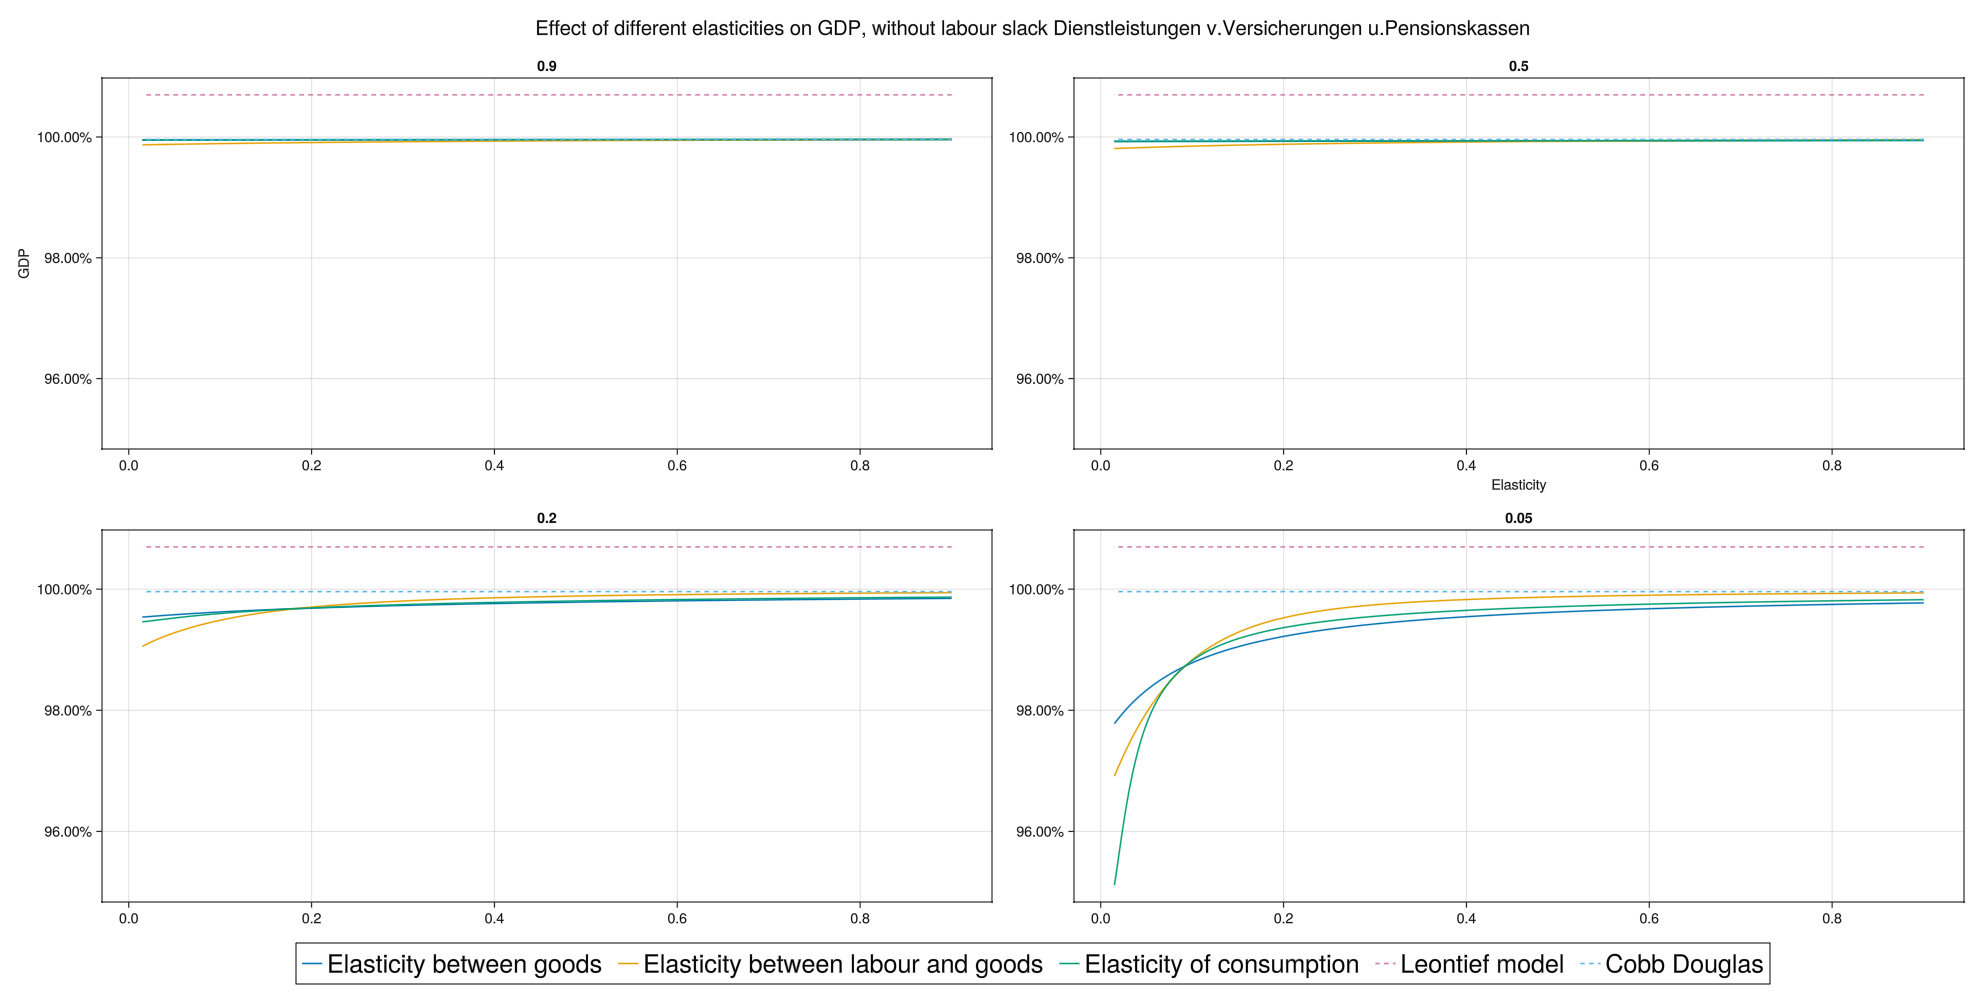 Effect of different elasticities on GDP, without labour slack Dienstleistungen v.Versicherungen u.Pensionskassen
0.9
100.00%
98.00%
96.00%
GDP
0.0 0.2 0.4 0.6 0.8
0.5
100.00%
98.00%
96.00%
0.0 0.2 0.4 0.6 0.8
Elasticity
0.2
100.00%
98.00%
96.00%
0.0 0.2 0.4 0.6 0.8
0.05
100.00%
98.00%
96.00%
0.0 0.2 0.4 0.6 0.8
Elasticity between goods Elasticity between labour and goods Elasticity of consumption Leontief model Cobb Douglas